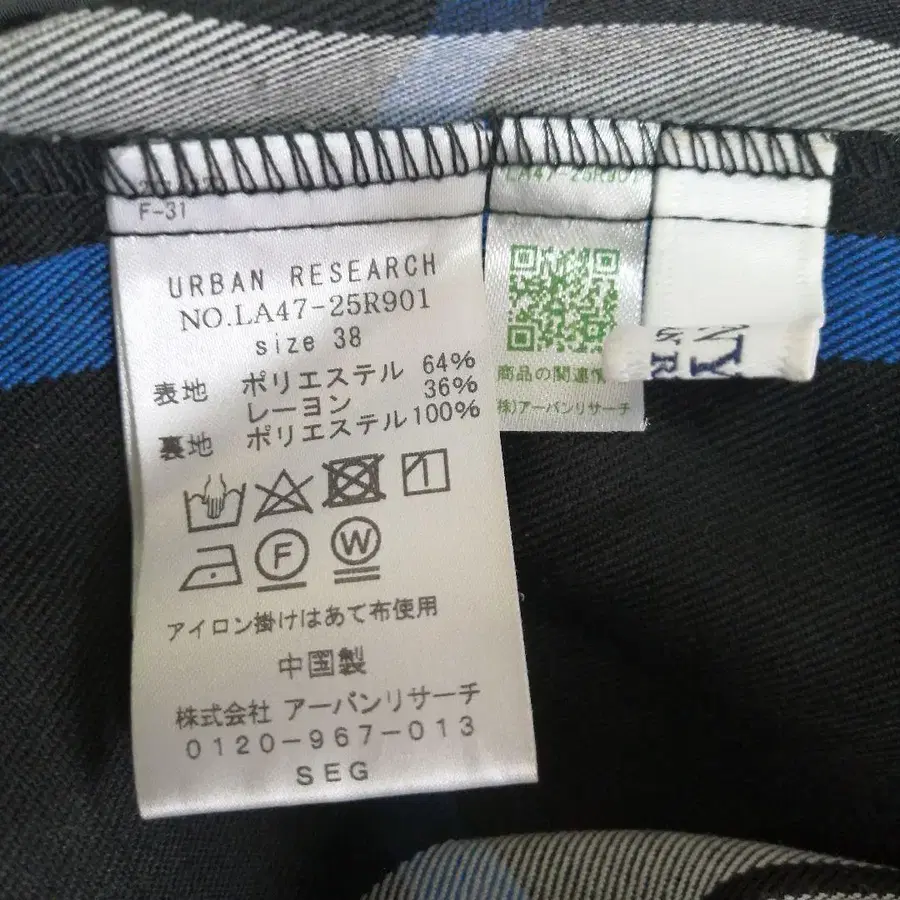 F-31
URBAN RESEARCH
NO.LA47-25R901
size 38
表地 ポリエステル 64%
レーヨン 36%
裏地 ポリエステル 100%
F W
アイロン掛けはあて布使用
中国製
株式会社 アーバンリサーチ
0120-967-013
SEG
LA47-25R901
商品の関連情
(株)アーバンリサーチ
TY
& R